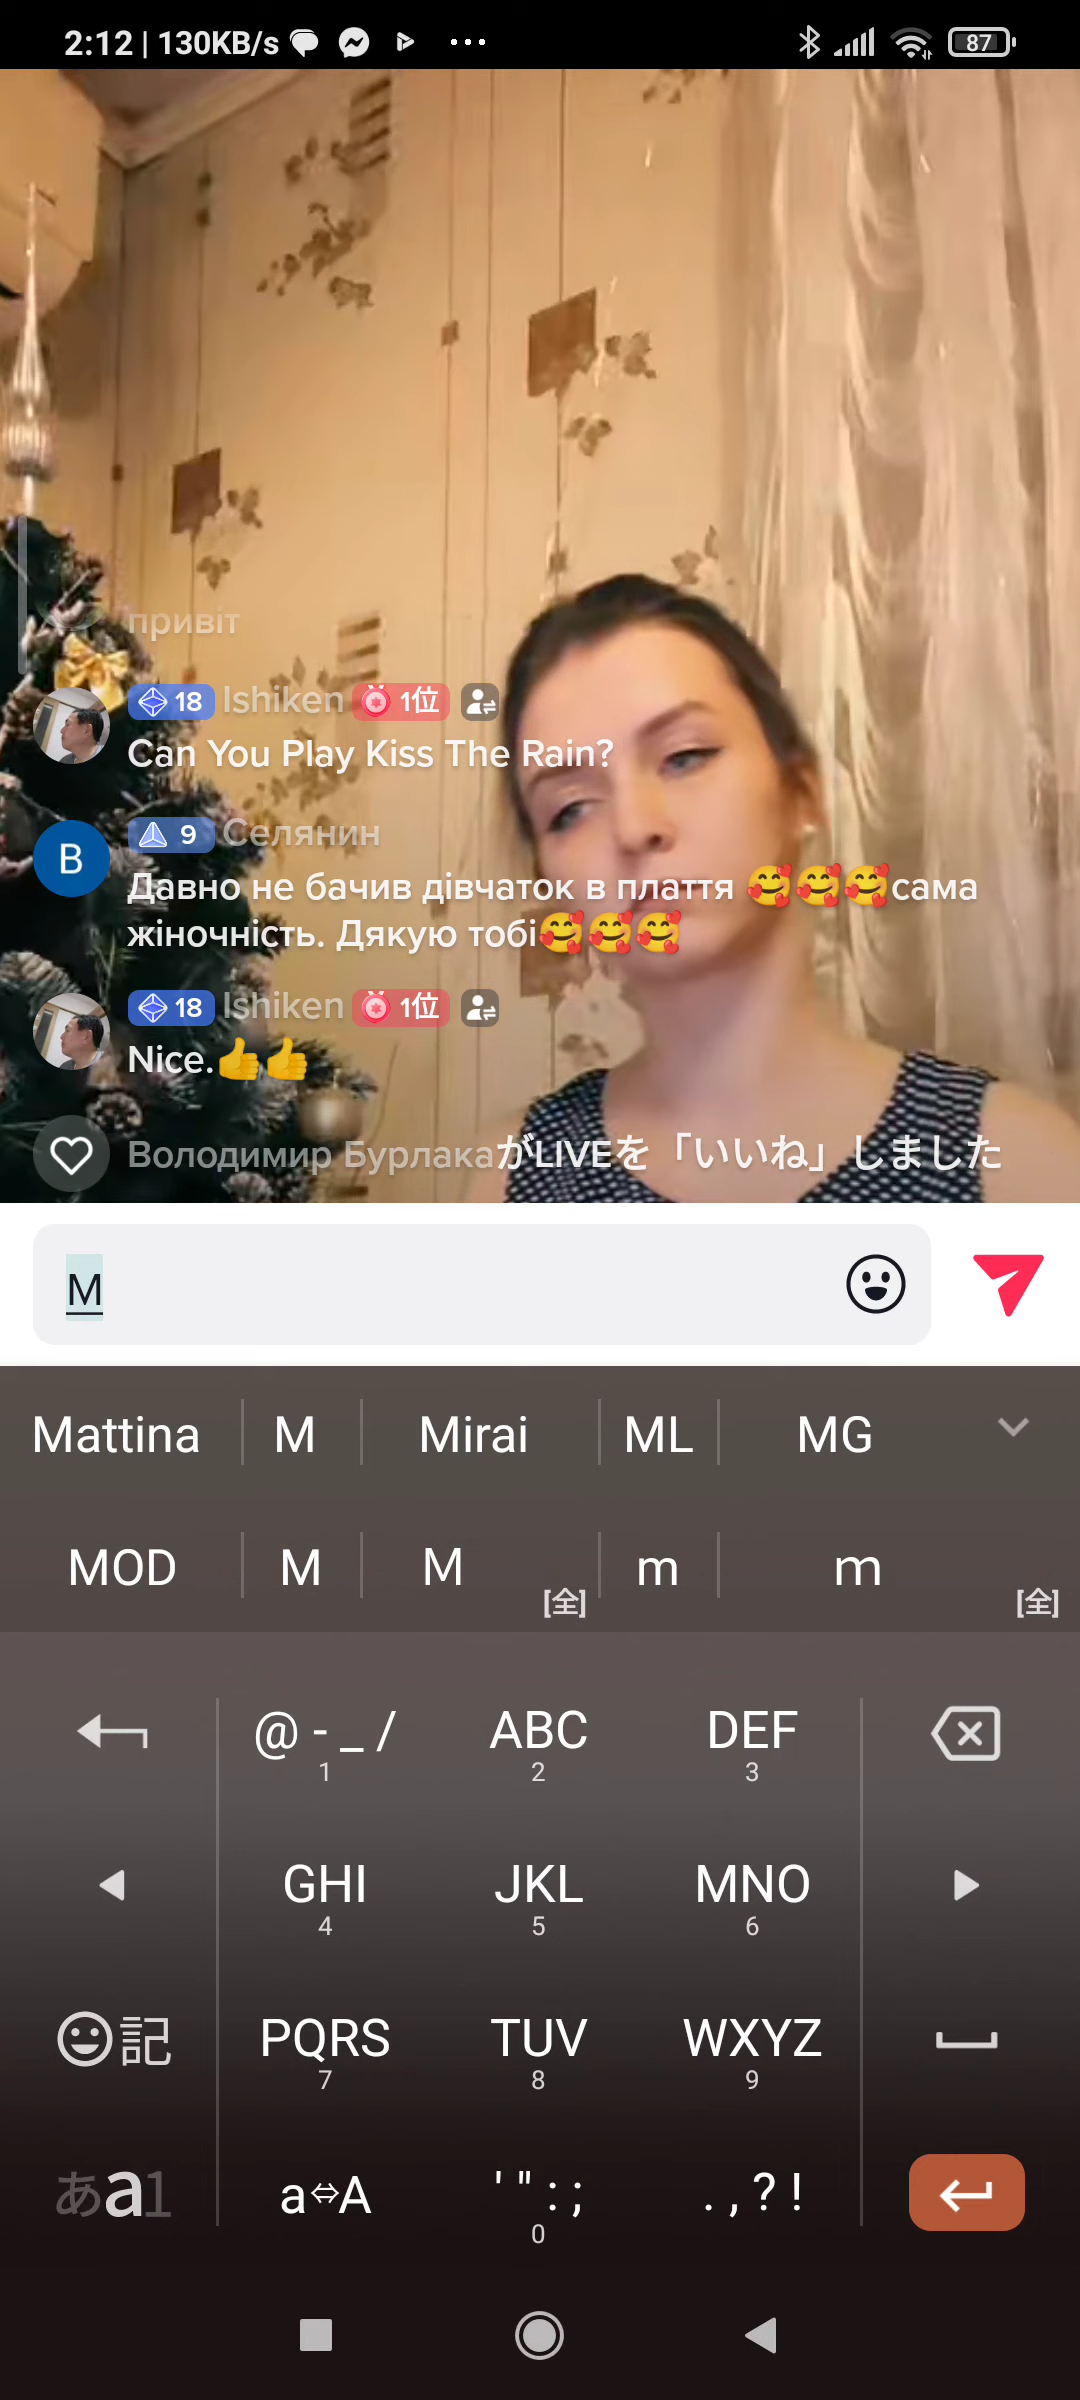 2:12 | 130KB/s
87
привіт
18 Ishiken 1位
Can You Play Kiss The Rain?
B
9 Селянин
Давно не бачив дівчаток в плаття 🥰🥰🥰сама
жіночність. Дякую тобі🥰🥰🥰
18 Ishiken 1位
Nice.👍👍
Володимир БурлакаがLIVEを「いいね」しました
M
Mattina M Mirai ML MG
MOD M M [全] m m [全]
@ - _ / ABC DEF
1 2 3
GHI JKL MNO
4 5 6
記 PQRS TUV WXYZ
7 8 9
あa1 a⇔A ' " : ; . , ? !
0